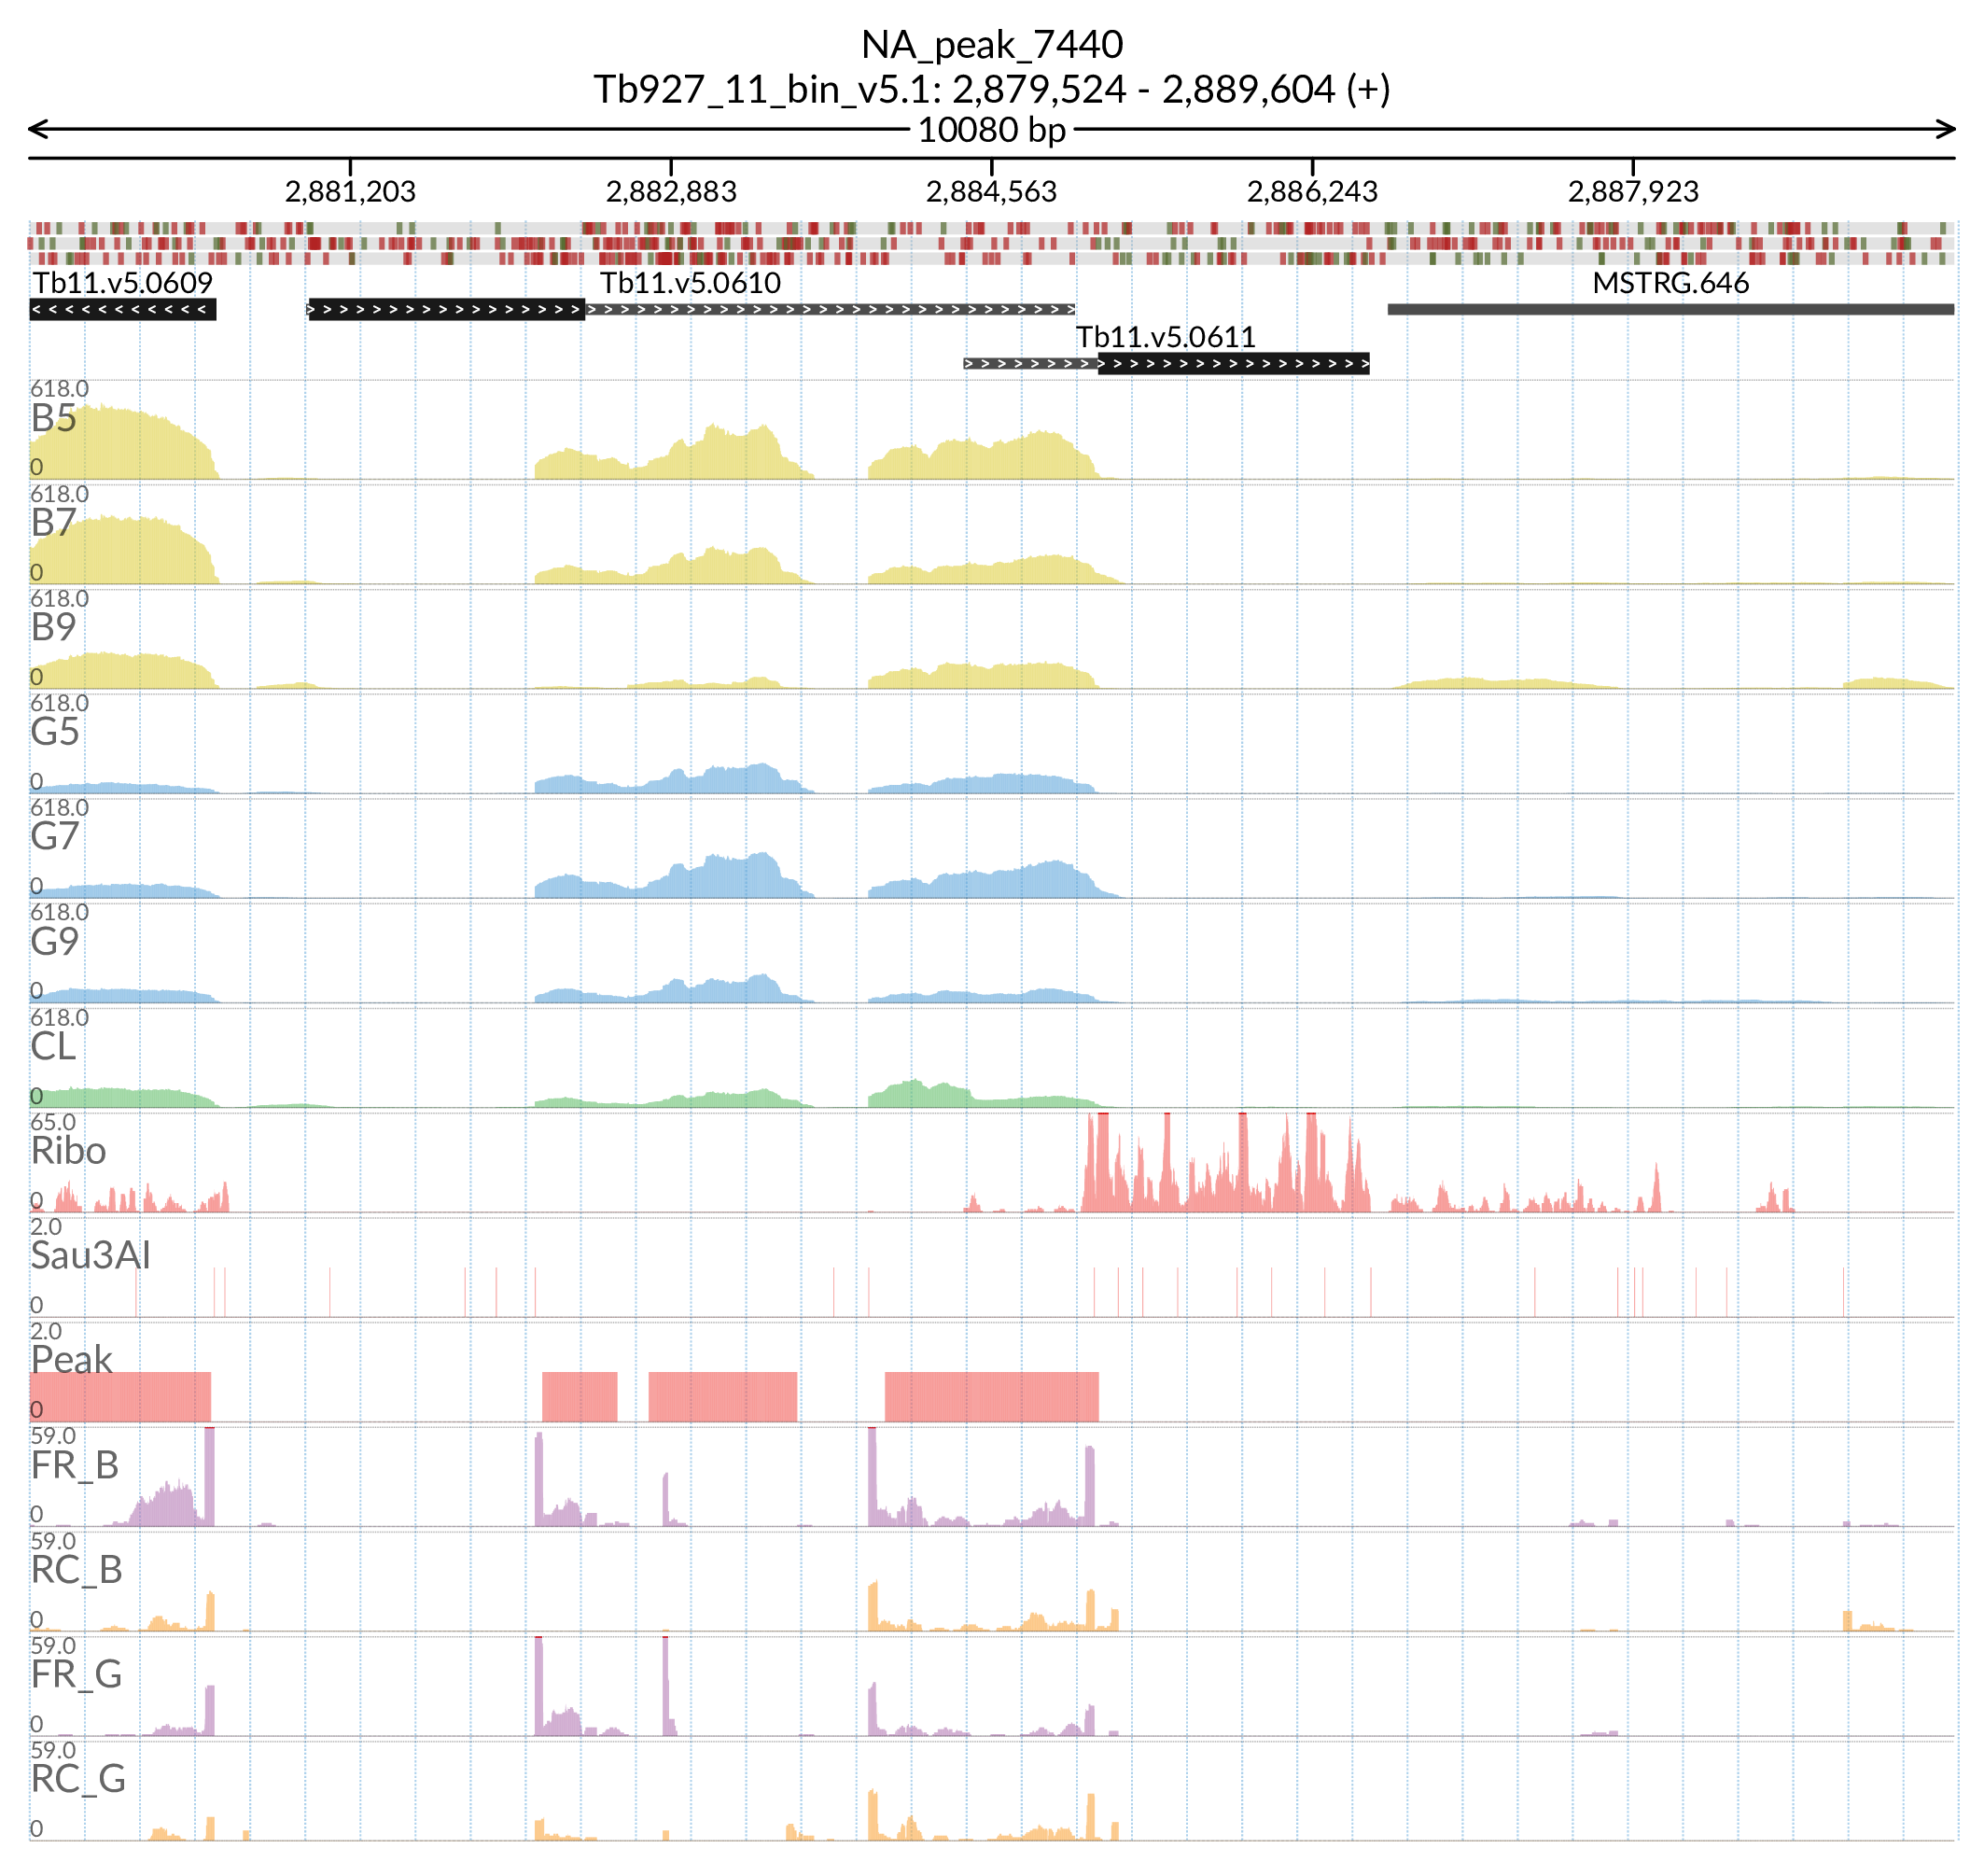 NA_peak_7440
Tb927_11_bin_v5.1: 2,879,524 - 2,889,604 (+)
10080 bp
2,881,203 2,882,883 2,884,563 2,886,243 2,887,923
Tb11.v5.0609 Tb11.v5.0610 MSTRG.646
Tb11.v5.0611
618.0
B5
0
618.0
B7
0
618.0
B9
0
618.0
G5
0
618.0
G7
0
618.0
G9
0
618.0
CL
0
65.0
Ribo
0
2.0
Sau3AI
0
2.0
Peak
0
59.0
FR_B
0
59.0
RC_B
0
59.0
FR_G
0
59.0
RC_G
0